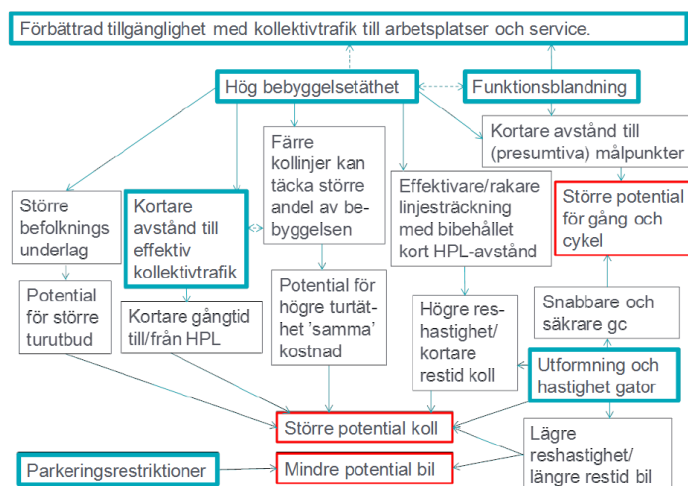 Förbättrad tillgänglighet med kollektivtrafik till arbetsplatser och service.
Hög bebyggelsetäthet
Funktionsblandning
Kortare avstånd till
(presumtiva) målpunkter
Färre
kollinjer kan
täcka större
andel av be-
byggelsen
Effektivare/rakare
linjesträckning
med bibehållet
kort HPL-avstånd
Större potential
för gång och
cykel
Större
befolknings
underlag
Kortare
avstånd till
effektiv
kollektivtrafik
Potential
för större
turutbud
Kortare gångtid
till/från HPL
Potential för
högre turtät-
het 'samma'
kostnad
Högre res-
hastighet/
kortare
restid koll
Snabbare och
säkrare gc
Utformning och
hastighet gator
Större potential koll
Lägre
reshastighet/
längre restid bil
Parkeringsrestriktioner
Mindre potential bil